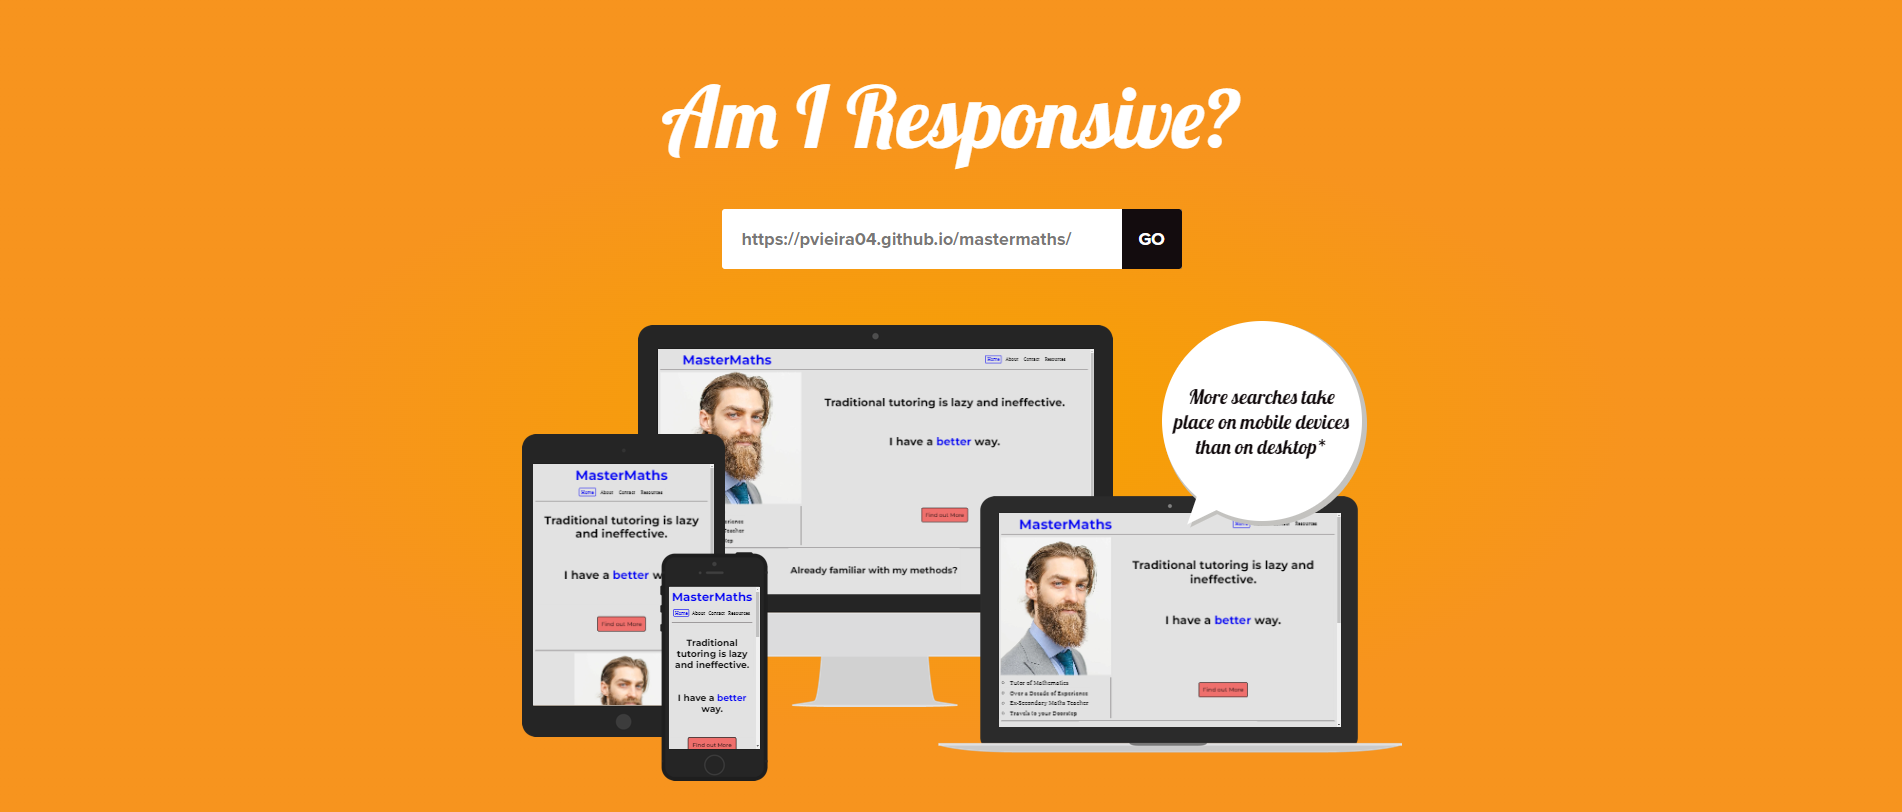 Am I Responsive?
https://pvieira04.github.io/mastermaths/
GO
MasterMaths
Home About Contact Resources
Traditional tutoring is lazy and ineffective.
I have a better way.
Find out More
Already familiar with my methods?
More searches take
place on mobile devices
than on desktop*
MasterMaths
Home About Contact Resources
Traditional tutoring is lazy
and ineffective.
I have a better
Find out More
MasterMaths
Home About Contact Resources
Traditional
tutoring is lazy
and ineffective.
I have a better
way.
Find out More
MasterMaths
Resources
Traditional tutoring is lazy and
ineffective.
I have a better way.
Find out More
Tutor of Mathematics
Over a Decade of Experience
Ex-Secondary Maths Teacher
Travels to your Doorstep